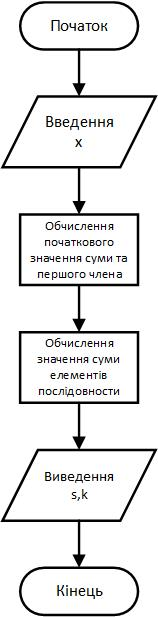 Початок
Введення
x
Обчислення
початкового
значення суми та
першого члена
Обчислення
значення суми
елементів
послідовности
Виведення
s,k
Кінець